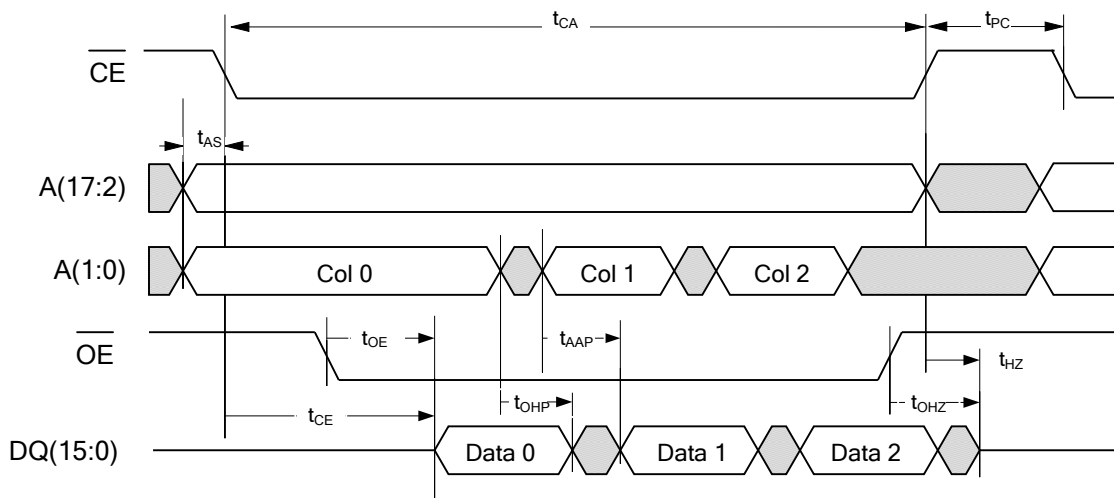 tCA
tPC
CE
tAS
A(17:2)
A(1:0)
Col 0
Col 1
Col 2
OE
tOE
tAAP
tHZ
tOHP
tOHZ
tCE
DQ(15:0)
Data 0
Data 1
Data 2